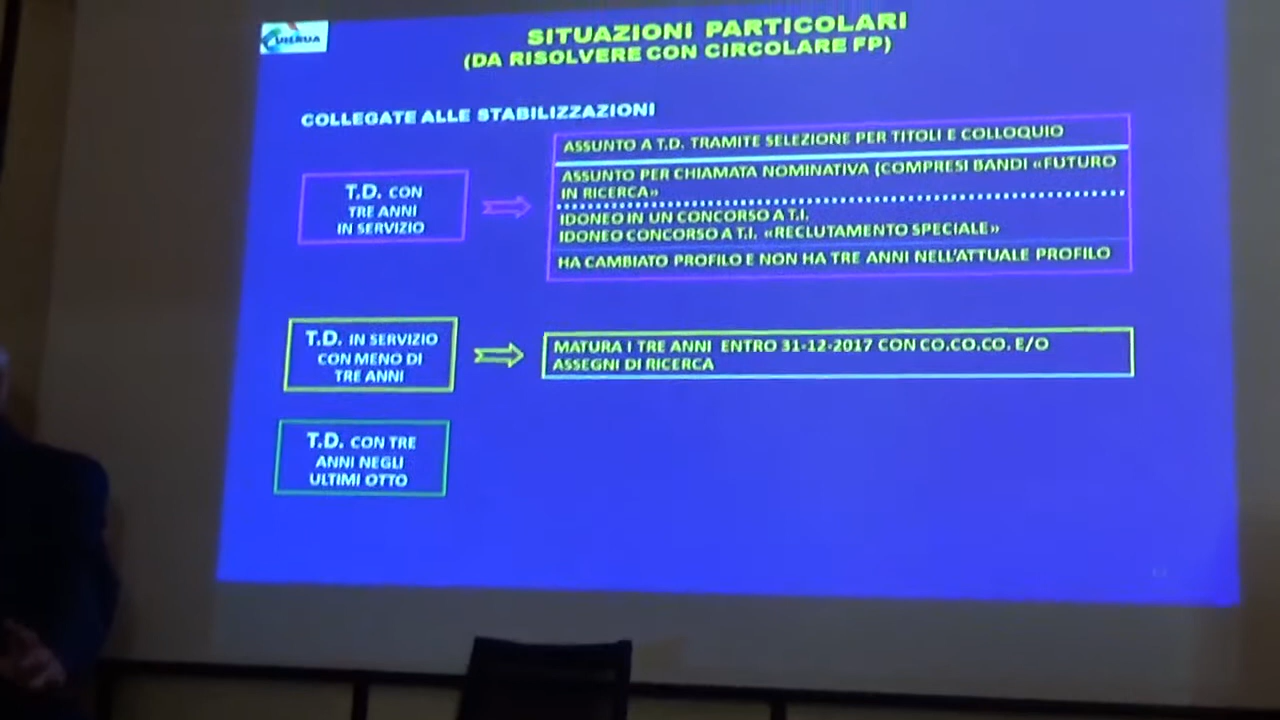 UILRUA
SITUAZIONI PARTICOLARI
(DA RISOLVERE CON CIRCOLARE FP)
COLLEGATE ALLE STABILIZZAZIONI
T.D. CON
TRE ANNI
IN SERVIZIO
ASSUNTO A T.D. TRAMITE SELEZIONE PER TITOLI E COLLOQUIO
ASSUNTO PER CHIAMATA NOMINATIVA (COMPRESI BANDI «FUTURO
IN RICERCA»
IDONEO IN UN CONCORSO A T.I.
IDONEO CONCORSO A T.I. «RECLUTAMENTO SPECIALE»
HA CAMBIATO PROFILO E NON HA TRE ANNI NELL'ATTUALE PROFILO
T.D. IN SERVIZIO
CON MENO DI
TRE ANNI
MATURA I TRE ANNI ENTRO 31-12-2017 CON CO.CO.CO. E/O
ASSEGNI DI RICERCA
T.D. CON TRE
ANNI NEGLI
ULTIMI OTTO